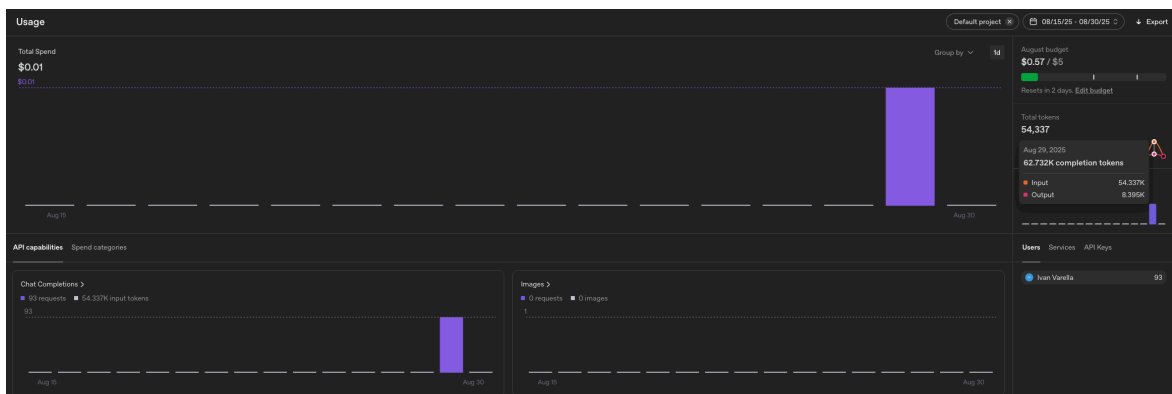 Usage
Default project
08/15/25 - 08/30/25
Export
Total Spend
$0.01
$0.01
Group by
1d
Aug 15
Aug 30
August budget
$0.57 / $5
Resets in 2 days. Edit budget
Total tokens
54,337
Aug 29, 2025
62.732K completion tokens
Input 54.337K
Output 8.395K
API capabilities Spend categories
Chat Completions
93 requests 54.337K input tokens
93
Aug 15
Aug 30
Images
0 requests 0 images
1
Aug 15
Aug 30
Users Services API Keys
Ivan Varella 93